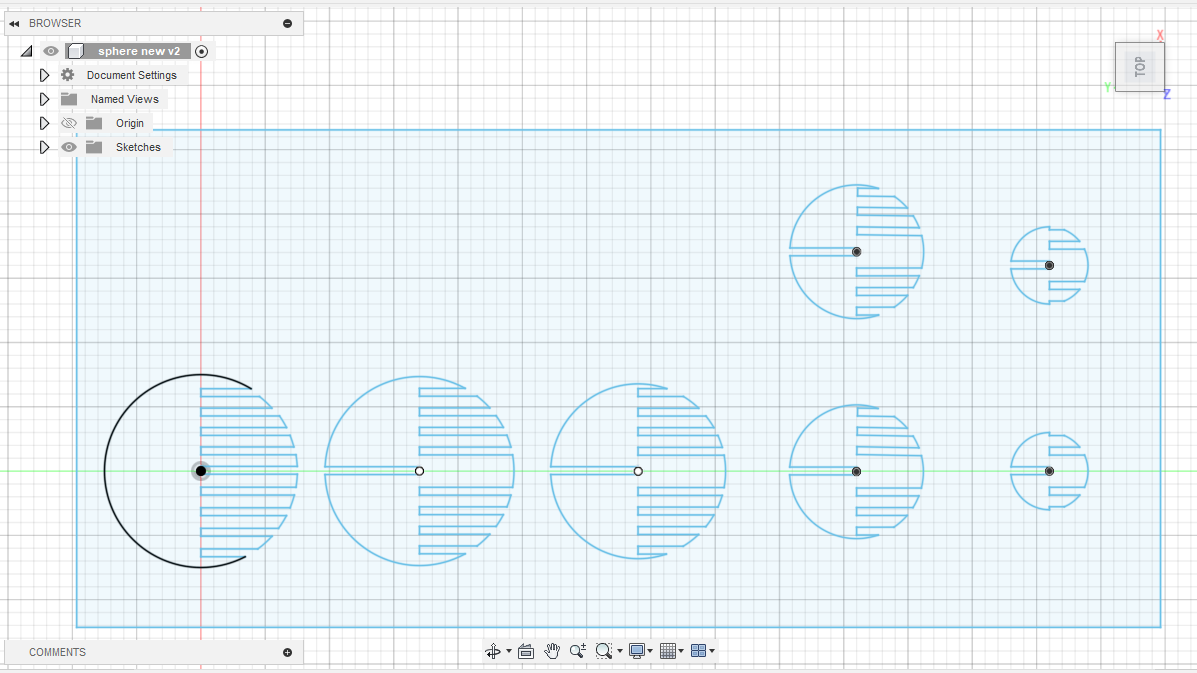 BROWSER
sphere new v2
Document Settings
Named Views
Origin
Sketches
X
TOP
Y
Z
COMMENTS